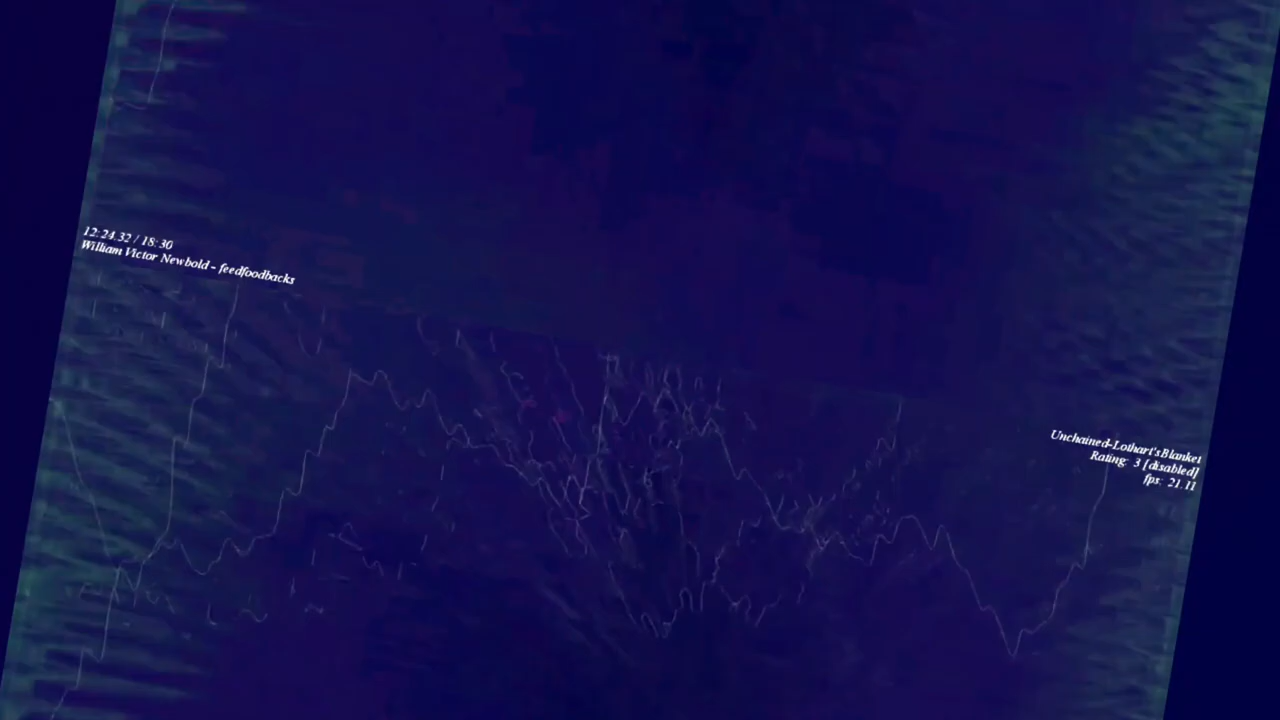 12:24.32 / 18:30
William Victor Newbold - feedfoodbacks
Unchained-Lothart'sBlanket
Rating: 3 [disabled]
fps: 21.11